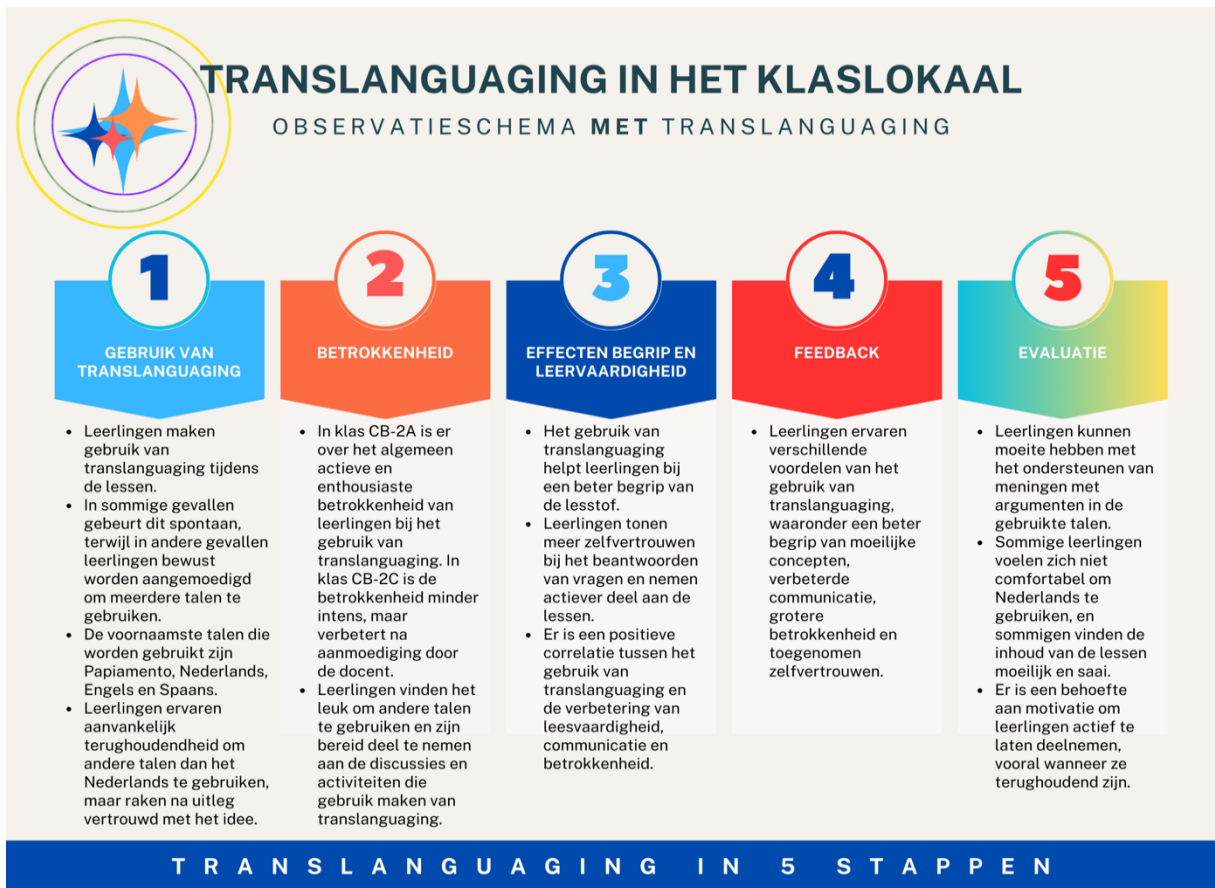 TRANSLANGUAGING IN HET KLASLOKAAL
OBSERVATIESCHEMA MET TRANSLANGUAGING
1
GEBRUIK VAN
TRANSLANGUAGING
• Leerlingen maken
gebruik van
translanguaging tijdens
de lessen.
• In sommige gevallen
gebeurt dit spontaan,
terwijl in andere gevallen
leerlingen bewust
worden aangemoedigd
om meerdere talen te
gebruiken.
• De voornaamste talen die
worden gebruikt zijn
Papiamento, Nederlands,
Engels en Spaans.
• Leerlingen ervaren
aanvankelijk
terughoudendheid om
andere talen dan het
Nederlands te gebruiken,
maar raken na uitleg
vertrouwd met het idee.
2
BETROKKENHEID
• In klas CB-2A is er
over het algemeen
actieve en
enthousiaste
betrokkenheid van
leerlingen bij het
gebruik van
translanguaging. In
klas CB-2C is de
betrokkenheid minder
intens, maar
verbetert na
aanmoediging door
de docent.
• Leerlingen vinden het
leuk om andere talen
te gebruiken en zijn
bereid deel te nemen
aan de discussies en
activiteiten die
gebruik maken van
translanguaging.
3
EFFECTEN BEGRIP EN
LEERVAARDIGHEID
• Het gebruik van
translanguaging
helpt leerlingen bij
een beter begrip van
de lesstof.
• Leerlingen tonen
meer zelfvertrouwen
bij het beantwoorden
van vragen en nemen
actiever deel aan de
lessen.
• Er is een positieve
correlatie tussen het
gebruik van
translanguaging en
de verbetering van
leesvaardigheid,
communicatie en
betrokkenheid.
4
FEEDBACK
• Leerlingen ervaren
verschillende
voordelen van het
gebruik van
translanguaging,
waaronder een beter
begrip van moeilijke
concepten,
verbeterde
communicatie,
grotere
betrokkenheid en
toegenomen
zelfvertrouwen.
5
EVALUATIE
• Leerlingen kunnen
moeite hebben met
het ondersteunen van
meningen met
argumenten in de
gebruikte talen.
• Sommige leerlingen
voelen zich niet
comfortabel om
Nederlands te
gebruiken, en
sommigen vinden de
inhoud van de lessen
moeilijk en saai.
• Er is een behoefte
aan motivatie om
leerlingen actief te
laten deelnemen,
vooral wanneer ze
terughoudend zijn.
TRANSLANGUAGING IN 5 STAPPEN